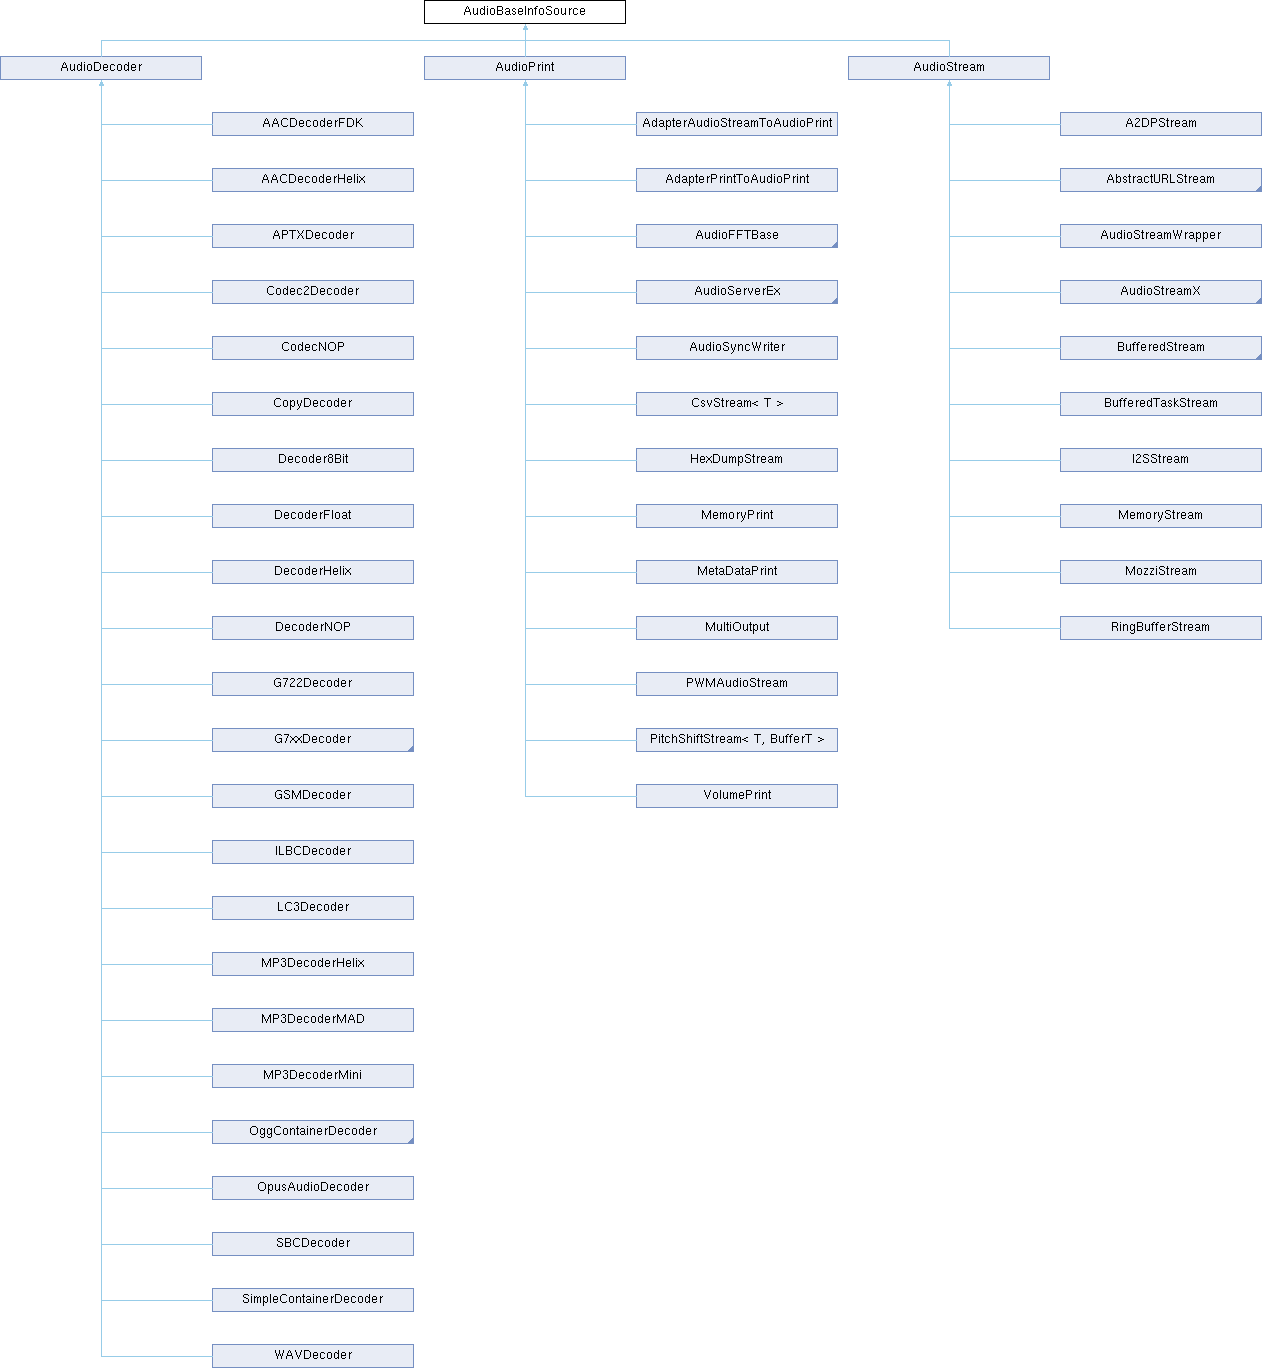 AudioBaseInfoSource
AudioDecoder
AudioPrint
AudioStream
AACDecoderFDK
AdapterAudioStreamToAudioPrint
A2DPStream
AACDecoderHelix
AdapterPrintToAudioPrint
AbstractURLStream
APTXDecoder
AudioFFTBase
AudioStreamWrapper
Codec2Decoder
AudioServerEx
AudioStreamX
CodecNOP
AudioSyncWriter
BufferedStream
CopyDecoder
CsvStream< T >
BufferedTaskStream
Decoder8Bit
HexDumpStream
I2SStream
DecoderFloat
MemoryPrint
MemoryStream
DecoderHelix
MetaDataPrint
MozziStream
DecoderNOP
MultiOutput
RingBufferStream
G722Decoder
PWMAudioStream
G7xxDecoder
PitchShiftStream< T, BufferT >
GSMDecoder
VolumePrint
ILBCDecoder
LC3Decoder
MP3DecoderHelix
MP3DecoderMAD
MP3DecoderMini
OggContainerDecoder
OpusAudioDecoder
SBCDecoder
SimpleContainerDecoder
WAVDecoder